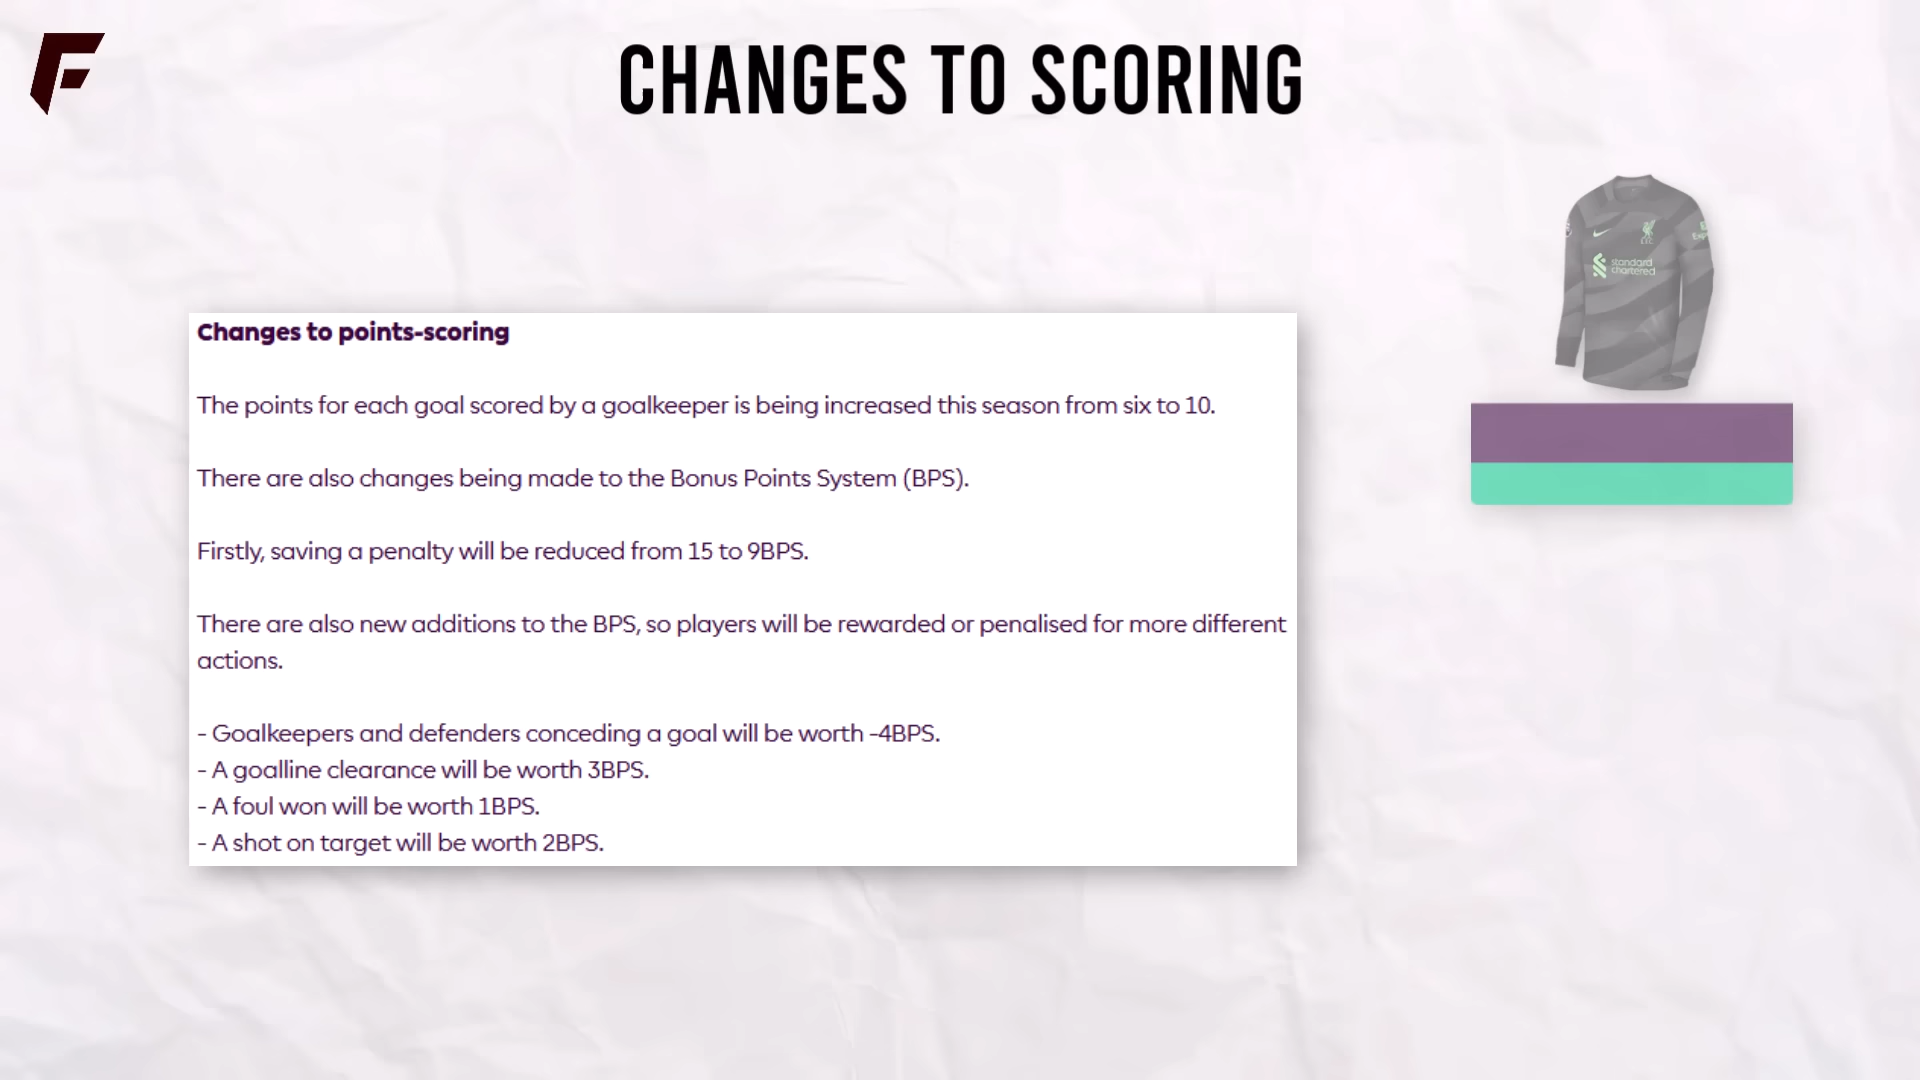 CHANGES TO SCORING
standard
chartered
Changes to points-scoring
The points for each goal scored by a goalkeeper is being increased this season from six to 10.
There are also changes being made to the Bonus Points System (BPS).
Firstly, saving a penalty will be reduced from 15 to 9BPS.
There are also new additions to the BPS, so players will be rewarded or penalised for more different
actions.
- Goalkeepers and defenders conceding a goal will be worth -4BPS.
- A goalline clearance will be worth 3BPS.
- A foul won will be worth 1BPS.
- A shot on target will be worth 2BPS.